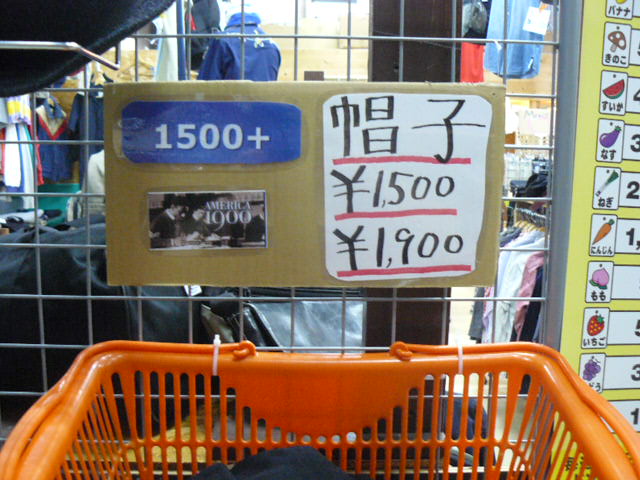 1500+
AMERICA
1900
帽子
¥1,500
¥1,900
バナナ
きのこ
すいか
なす
ねぎ
にんじん
もも
いちご
ぶどう